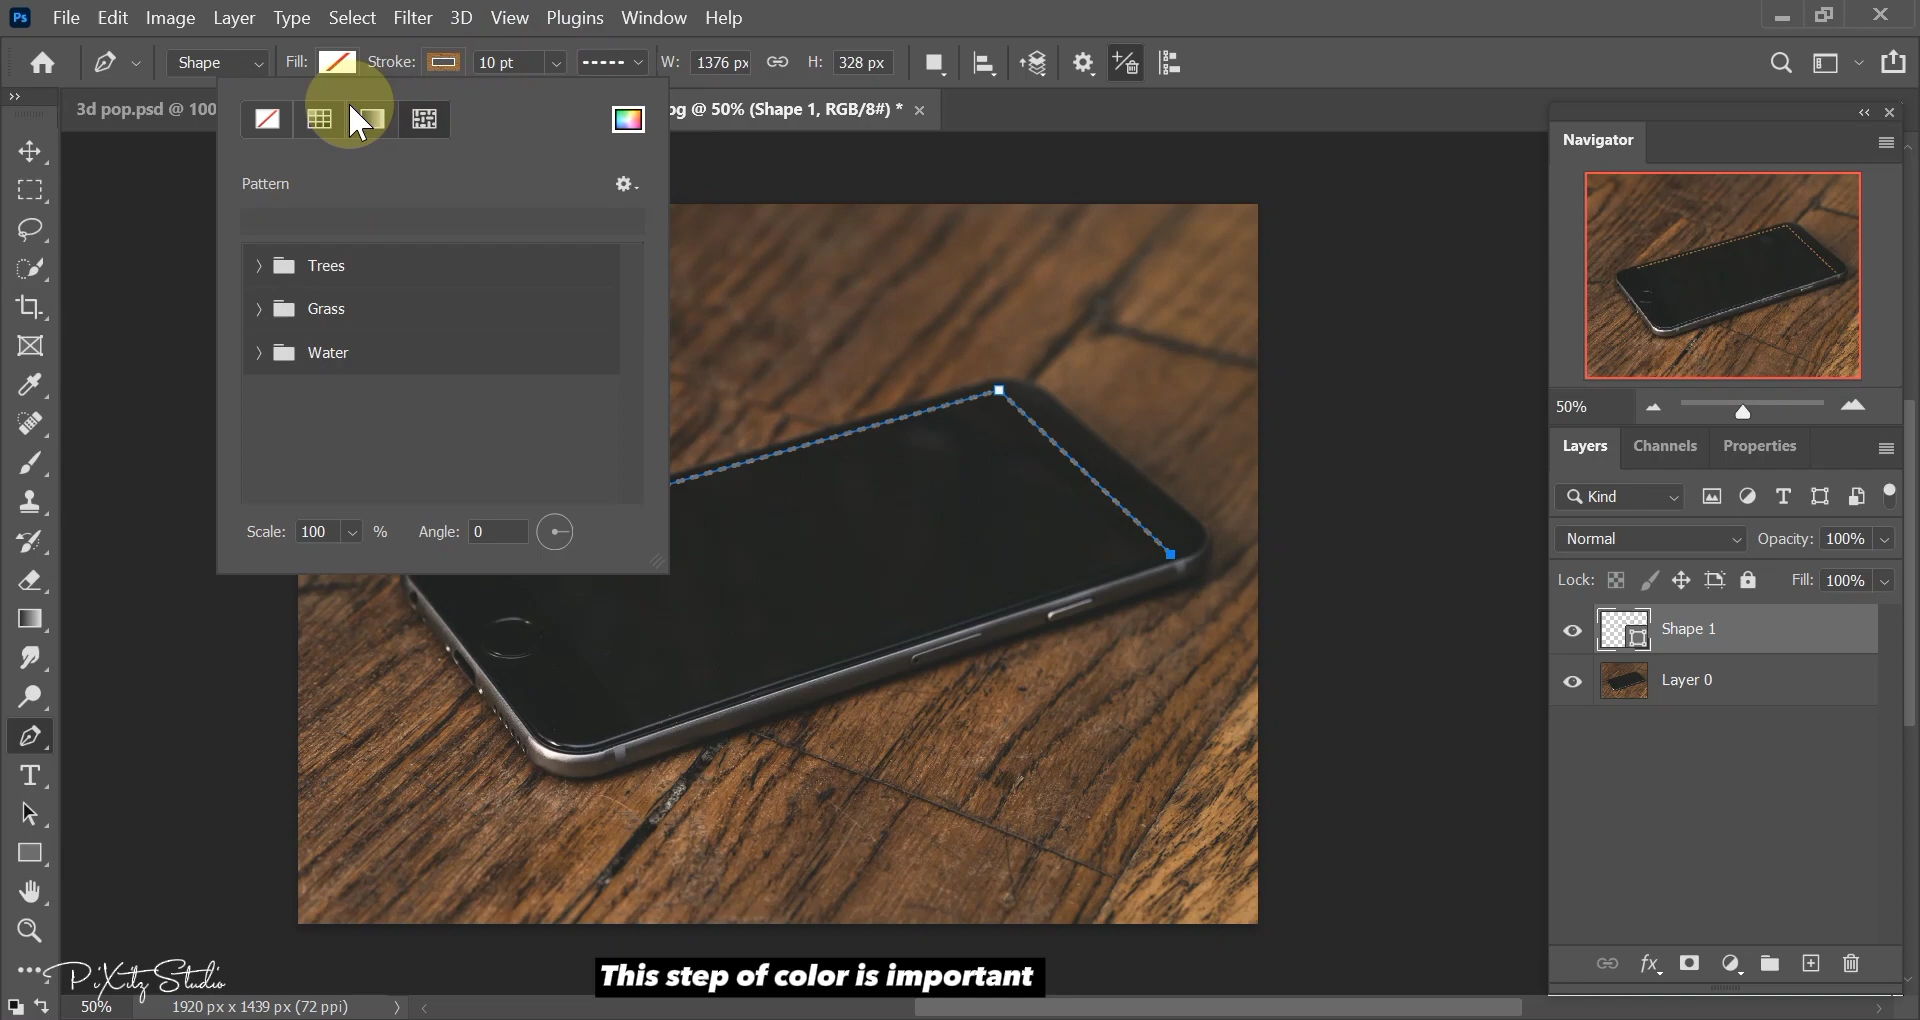 Ps File Edit Image Layer Type Select Filter 3D View Plugins Window Help
Shape Fill: Stroke: 10 pt W: 1376 px H: 328 px
3d pop.psd @ 100
@ 50% (Shape 1, RGB/8#) *
Pattern
Trees
Grass
Water
Scale: 100 % Angle: 0
Navigator
50%
Layers Channels Properties
Kind
Normal Opacity: 100%
Lock: Fill: 100%
Shape 1
Layer 0
fx
PiXitz Studio
This step of color is important
50% 1920 px x 1439 px (72 ppi)